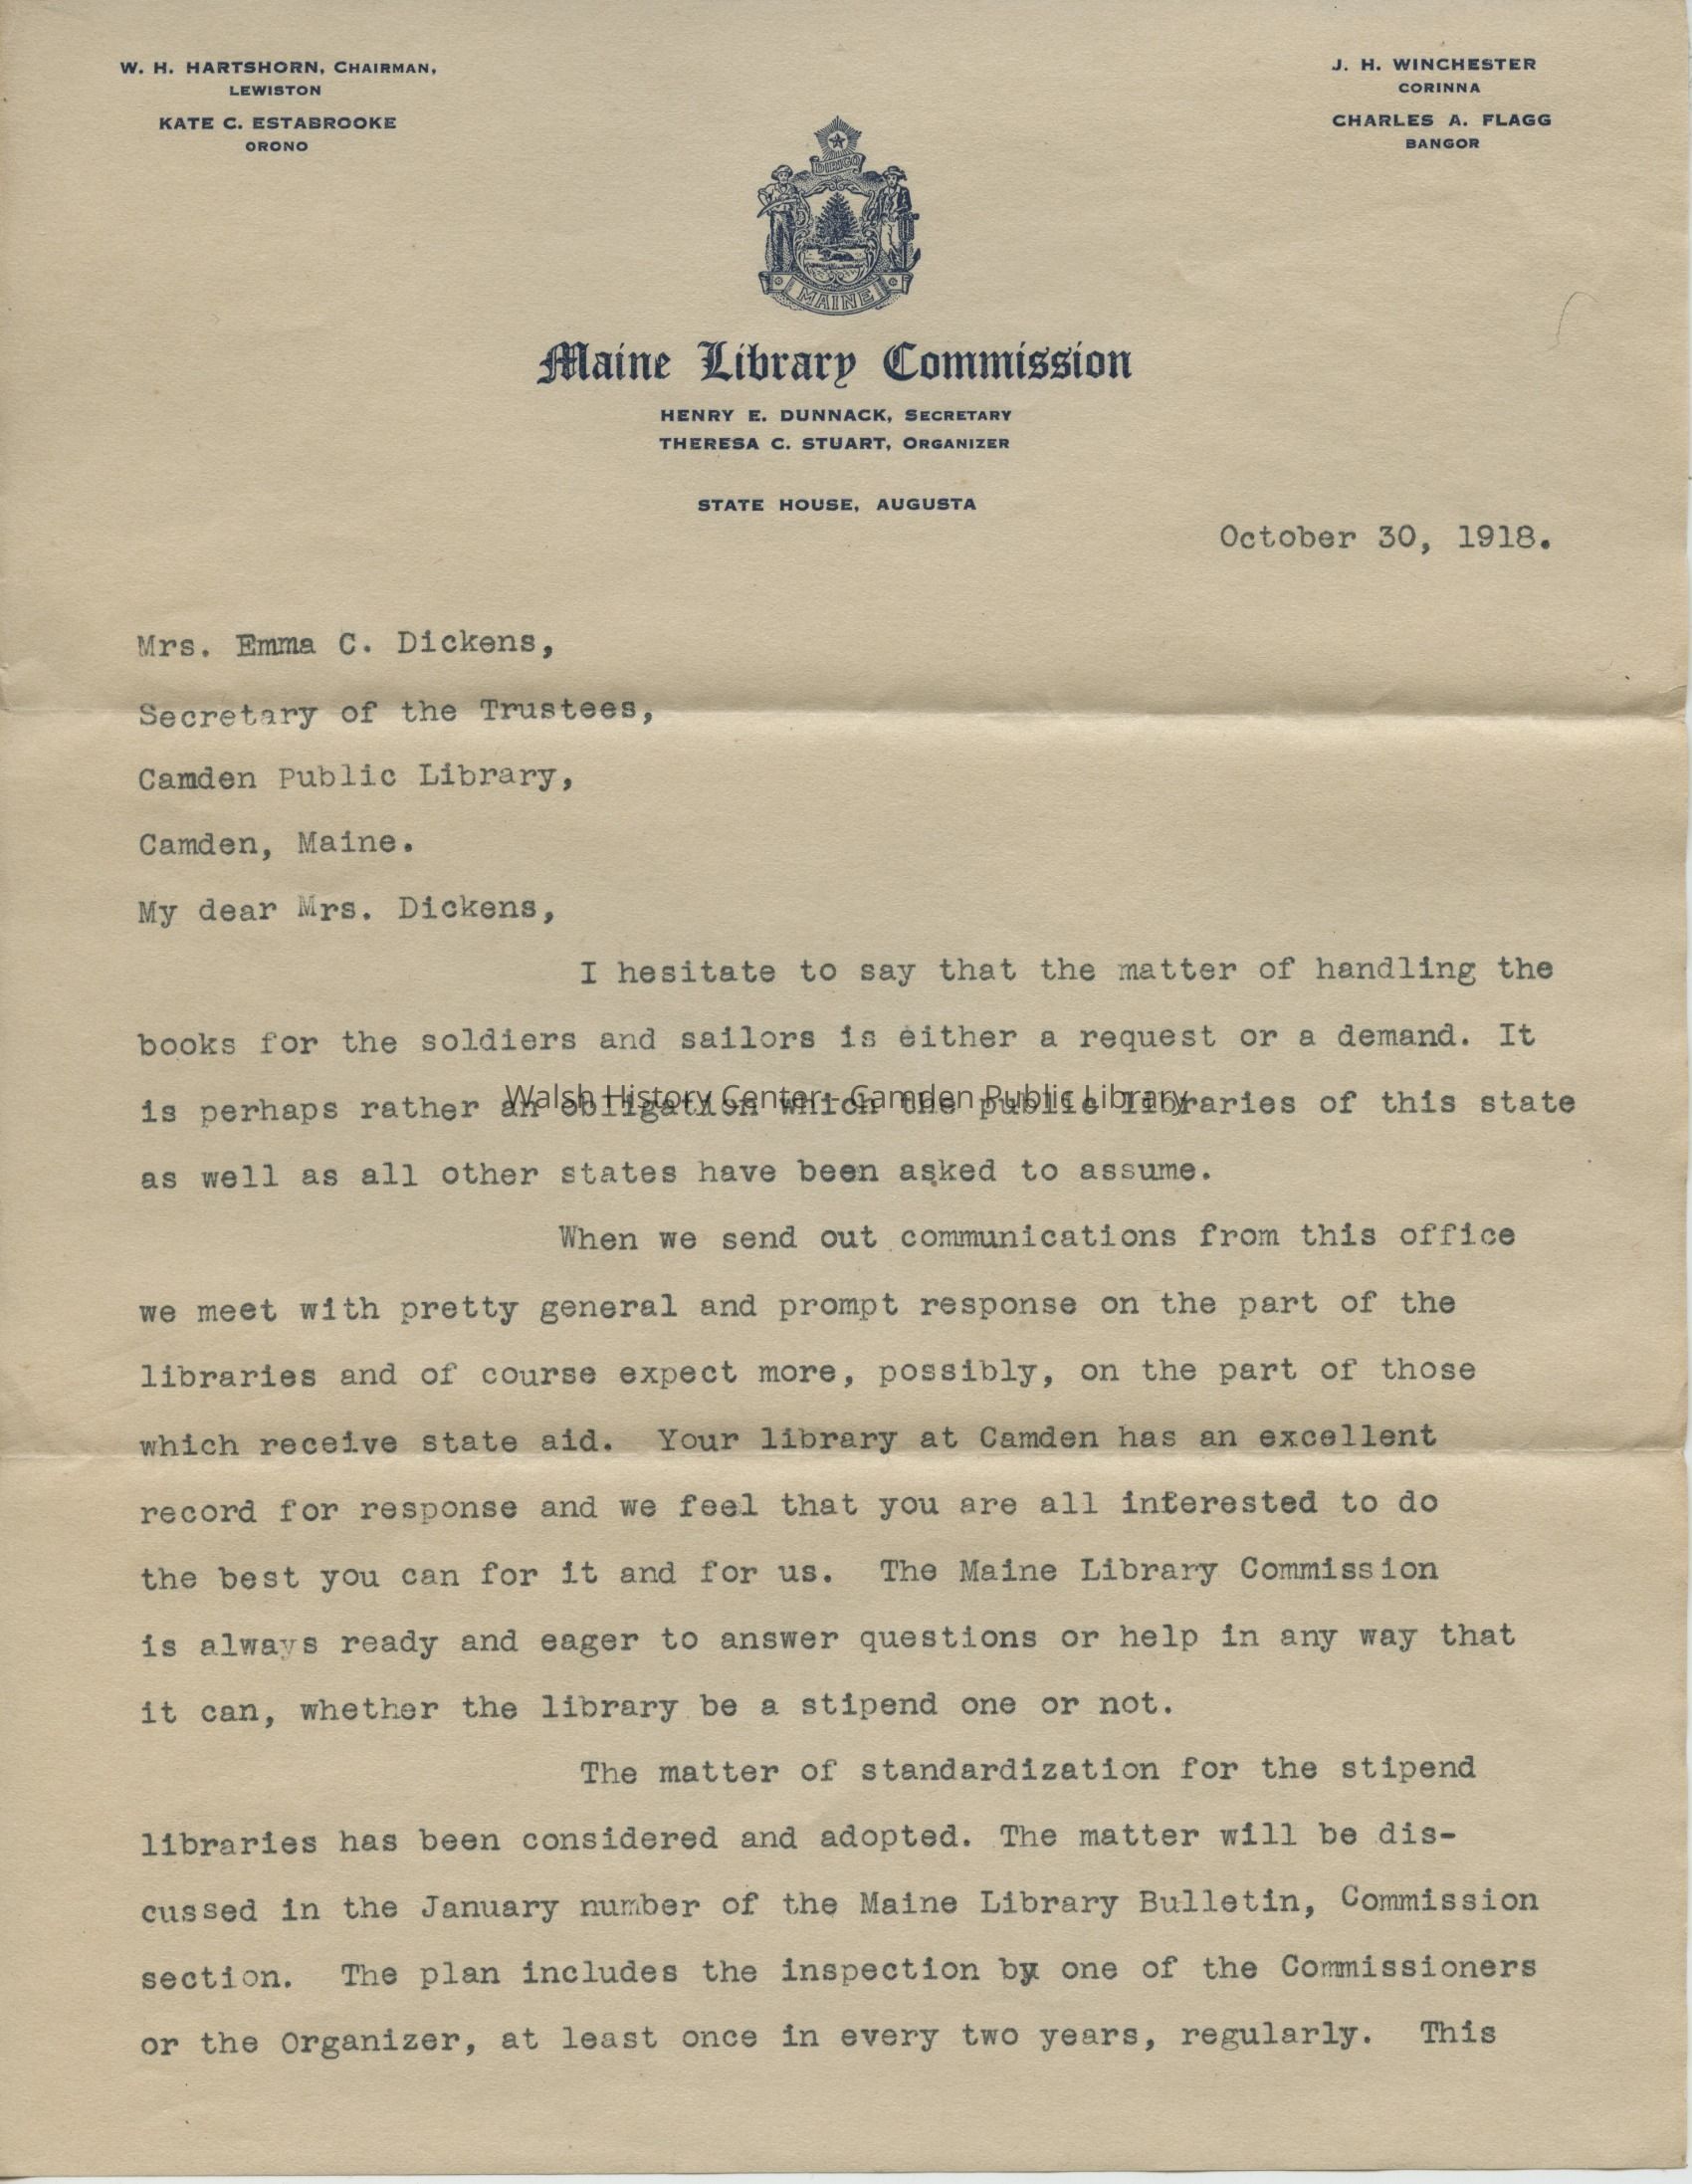 W. H. HARTSHORN, CHAIRMAN,
LEWISTON
KATE C. ESTABROOKE
ORONO
J. H. WINCHESTER
CORINNA
CHARLES A. FLAGG
BANGOR
DIRIGO
MAINE
Maine Library Commission
HENRY E. DUNNACK, SECRETARY
THERESA C. STUART, ORGANIZER
STATE HOUSE, AUGUSTA
October 30, 1918.
Mrs. Emma C. Dickens,
Secretary of the Trustees,
Camden Public Library,
Camden, Maine.
My dear Mrs. Dickens,
I hesitate to say that the matter of handling the
books for the soldiers and sailors is either a request or a demand. It
is perhaps rather an obligation which the public libraries of this state
Walsh History Center - Camden Public Library
as well as all other states have been asked to assume.
When we send out communications from this office
we meet with pretty general and prompt response on the part of the
libraries and of course expect more, possibly, on the part of those
which receive state aid. Your library at Camden has an excellent
record for response and we feel that you are all interested to do
the best you can for it and for us. The Maine Library Commission
is always ready and eager to answer questions or help in any way that
it can, whether the library be a stipend one or not.
The matter of standardization for the stipend
libraries has been considered and adopted. The matter will be dis-
cussed in the January number of the Maine Library Bulletin, Commission
section. The plan includes the inspection by one of the Commissioners
or the Organizer, at least once in every two years, regularly. This